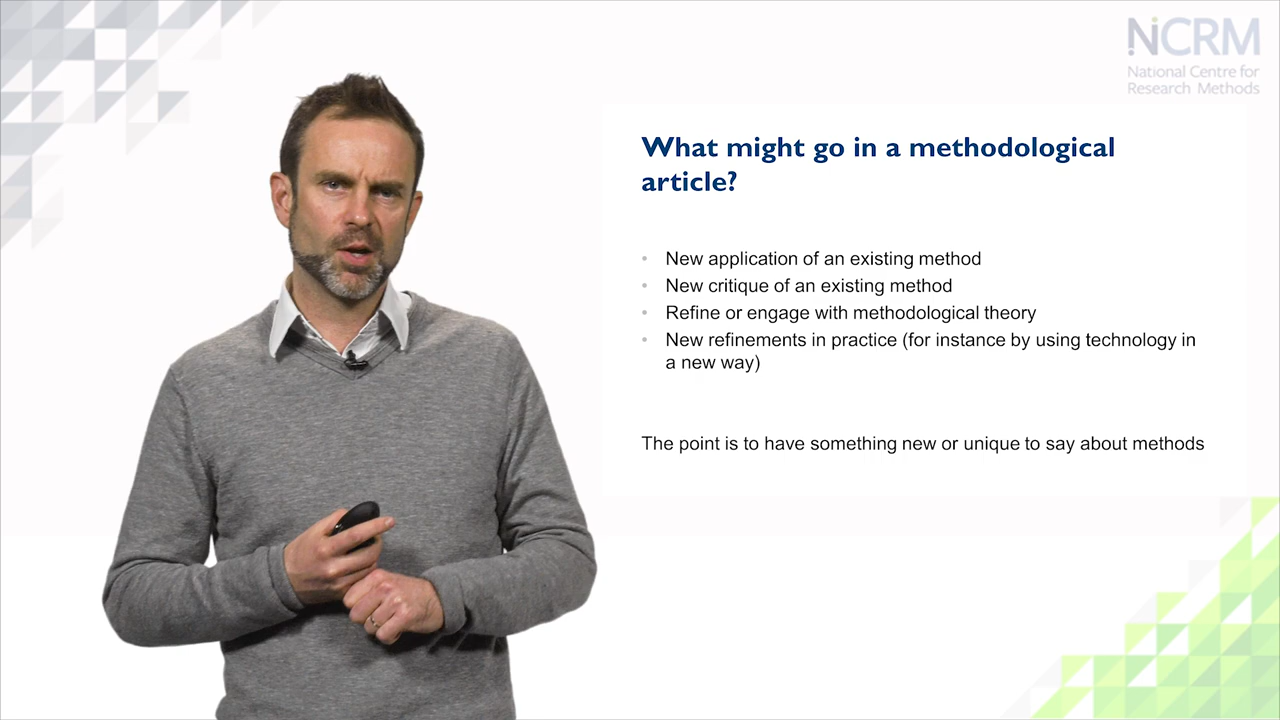 NCRM
National Centre for
Research Methods
What might go in a methodological
article?
• New application of an existing method
• New critique of an existing method
• Refine or engage with methodological theory
• New refinements in practice (for instance by using technology in
a new way)
The point is to have something new or unique to say about methods